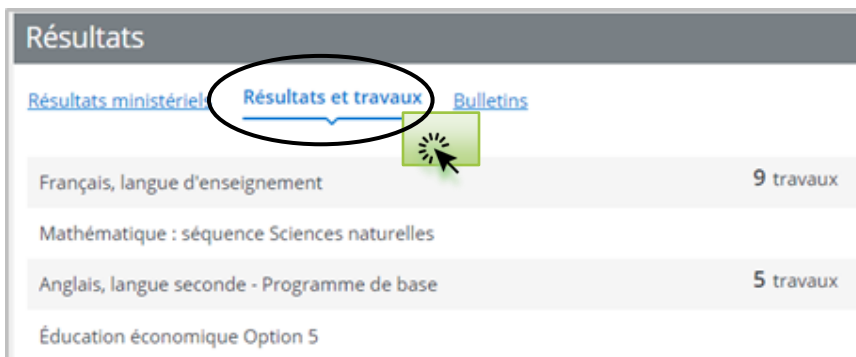 Résultats
Résultats ministériels Résultats et travaux Bulletins
Français, langue d'enseignement 9 travaux
Mathématique : séquence Sciences naturelles
Anglais, langue seconde - Programme de base 5 travaux
Éducation économique Option 5